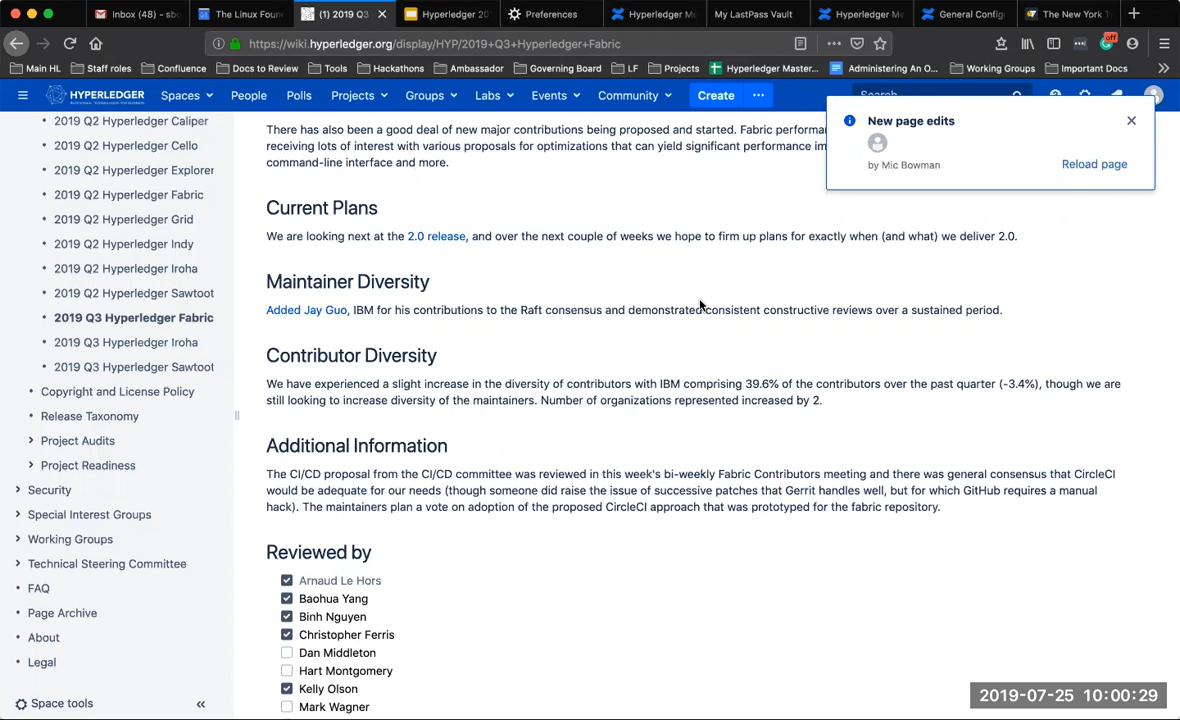 Inbox (48) – sbo
The Linux Foun
(1) 2019 Q3
Hyperledger 20
Preferences
Hyperledger Me
My LastPass Vault
Hyperledger Me
General Config
The New York T
https://wiki.hyperledger.org/display/HYP/2019+Q3+Hyperledger+Fabric
off
Main HL
Staff roles
Confluence
Docs to Review
Tools
Hackathons
Ambassador
Governing Board
LF
Projects
Hyperledger Master...
Administering An O...
Working Groups
Important Docs
HYPERLEDGER
Spaces
People
Polls
Projects
Groups
Labs
Events
Community
Create
Search
New page edits
by Mic Bowman
Reload page
2019 Q2 Hyperledger Caliper
2019 Q2 Hyperledger Cello
2019 Q2 Hyperledger Explorer
2019 Q2 Hyperledger Fabric
2019 Q2 Hyperledger Grid
2019 Q2 Hyperledger Indy
2019 Q2 Hyperledger Iroha
2019 Q2 Hyperledger Sawtoot
2019 Q3 Hyperledger Fabric
2019 Q3 Hyperledger Iroha
2019 Q3 Hyperledger Sawtoot
Copyright and License Policy
Release Taxonomy
Project Audits
Project Readiness
Security
Special Interest Groups
Working Groups
Technical Steering Committee
FAQ
Page Archive
About
Legal
Space tools
There has also been a good deal of new major contributions being proposed and started. Fabric performa
receiving lots of interest with various proposals for optimizations that can yield significant performance im
command-line interface and more.
Current Plans
We are looking next at the 2.0 release, and over the next couple of weeks we hope to firm up plans for exactly when (and what) we deliver 2.0.
Maintainer Diversity
Added Jay Guo, IBM for his contributions to the Raft consensus and demonstrated consistent constructive reviews over a sustained period.
Contributor Diversity
We have experienced a slight increase in the diversity of contributors with IBM comprising 39.6% of the contributors over the past quarter (-3.4%), though we are
still looking to increase diversity of the maintainers. Number of organizations represented increased by 2.
Additional Information
The CI/CD proposal from the CI/CD committee was reviewed in this week's bi-weekly Fabric Contributors meeting and there was general consensus that CircleCI
would be adequate for our needs (though someone did raise the issue of successive patches that Gerrit handles well, but for which GitHub requires a manual
hack). The maintainers plan a vote on adoption of the proposed CircleCI approach that was prototyped for the fabric repository.
Reviewed by
Arnaud Le Hors
Baohua Yang
Binh Nguyen
Christopher Ferris
Dan Middleton
Hart Montgomery
Kelly Olson
Mark Wagner
2019-07-25 10:00:29